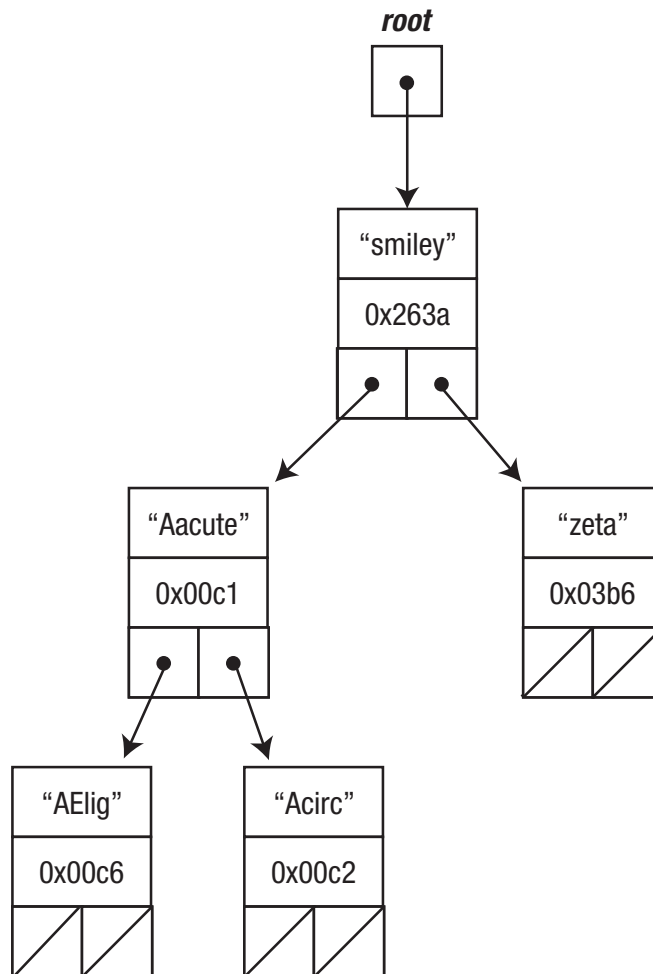 root
“smiley”
0x263a
“Aacute” “zeta”
0x00c1 0x03b6
“AElig” “Acirc”
0x00c6 0x00c2